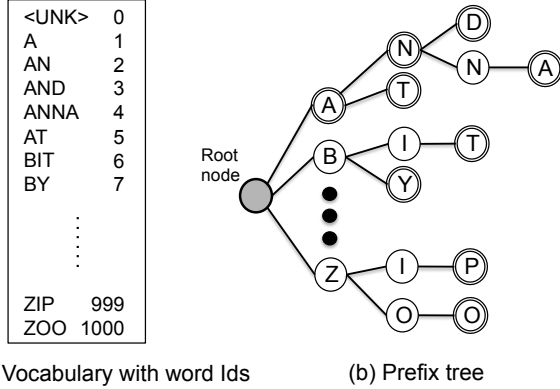 <UNK> 0
A 1
AN 2
AND 3
ANNA 4
AT 5
BIT 6
BY 7
ZIP 999
ZOO 1000
Vocabulary with word Ids
Root
node
D
N
N
A
A
T
B
I
T
Y
Z
I
P
O
O
(b) Prefix tree